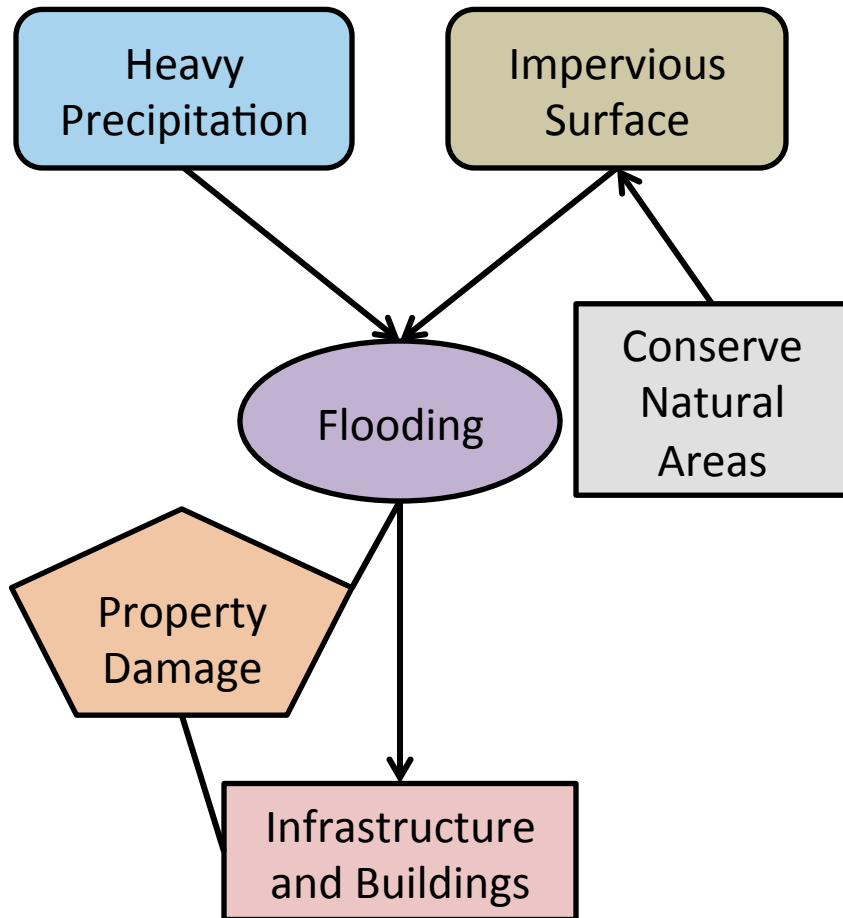 Heavy
Precipitation
Impervious
Surface
Conserve
Natural
Areas
Flooding
Property
Damage
Infrastructure
and Buildings